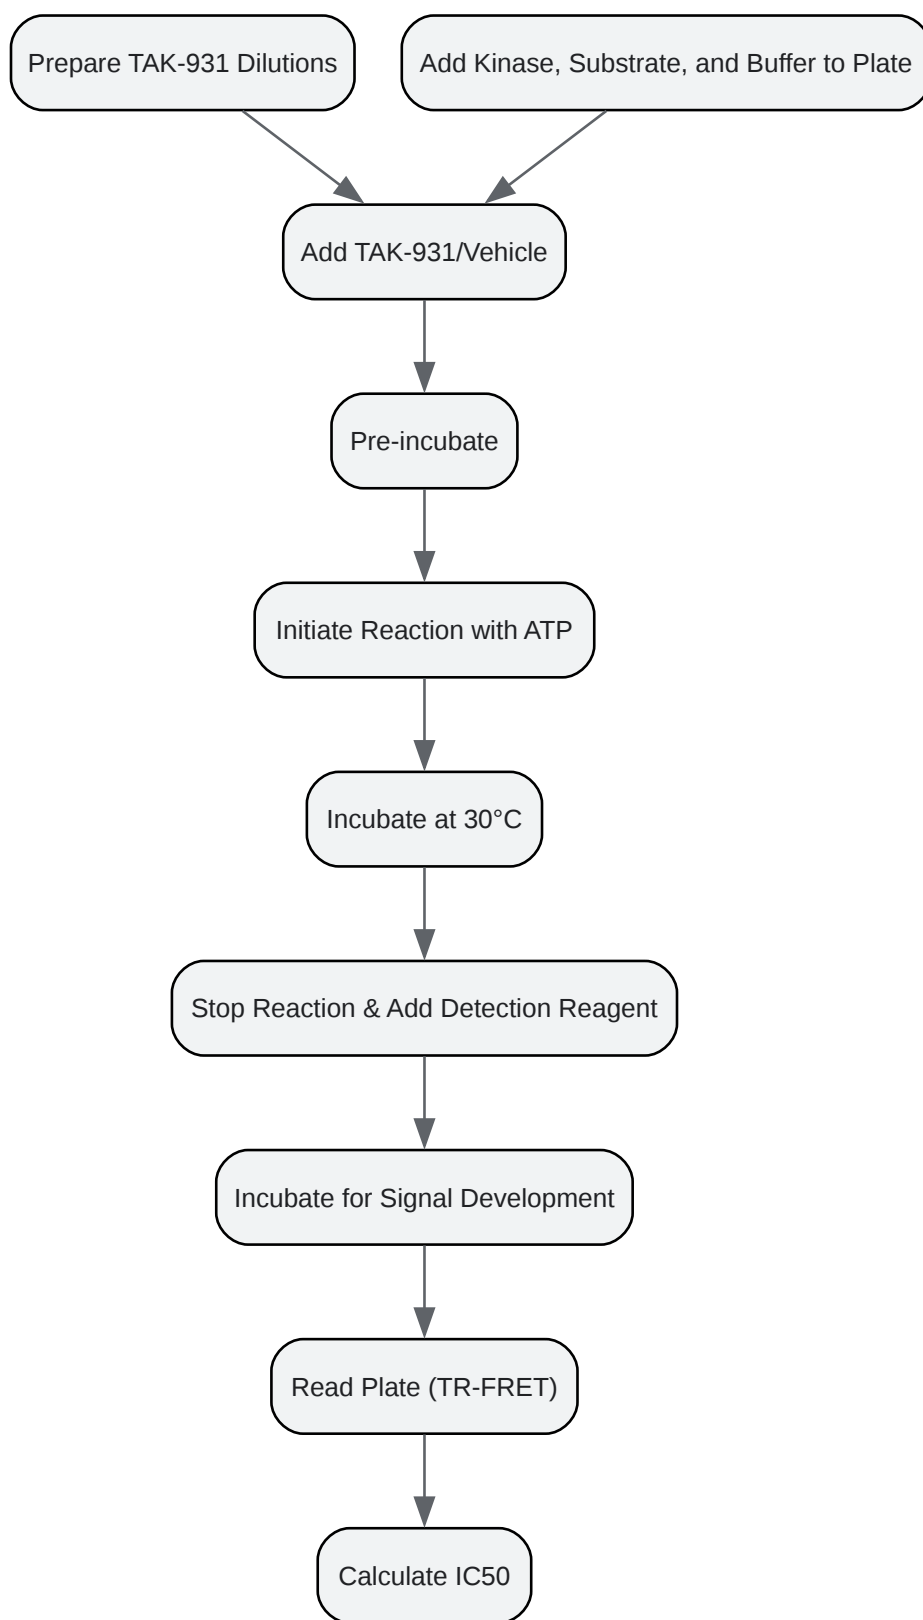 Prepare TAK-931 Dilutions
Add Kinase, Substrate, and Buffer to Plate
Add TAK-931/Vehicle
Pre-incubate
Initiate Reaction with ATP
Incubate at 30°C
Stop Reaction & Add Detection Reagent
Incubate for Signal Development
Read Plate (TR-FRET)
Calculate IC50